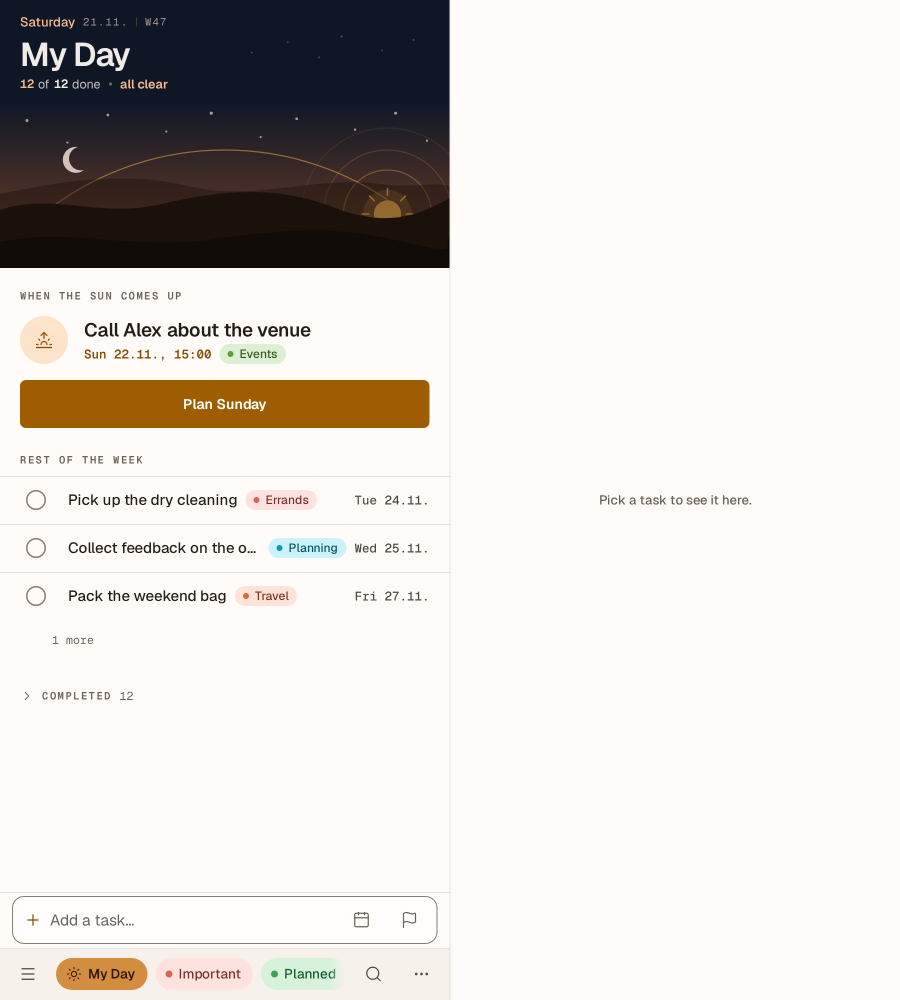 Saturday 21.11. | W47
My Day
12 of 12 done • all clear
WHEN THE SUN COMES UP
Call Alex about the venue
Sun 22.11., 15:00 Events
Plan Sunday
REST OF THE WEEK
Pick up the dry cleaning Errands Tue 24.11.
Collect feedback on the o… Planning Wed 25.11.
Pack the weekend bag Travel Fri 27.11.
1 more
COMPLETED 12
Pick a task to see it here.
Add a task…
My Day Important Planned